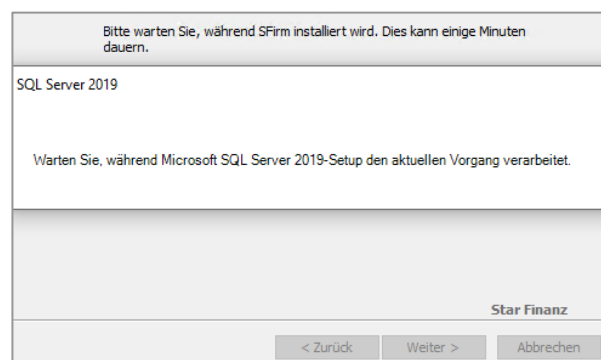 Bitte warten Sie, während SFirm installiert wird. Dies kann einige Minuten
dauern.
SQL Server 2019
Warten Sie, während Microsoft SQL Server 2019-Setup den aktuellen Vorgang verarbeitet.
Star Finanz
< Zurück Weiter > Abbrechen